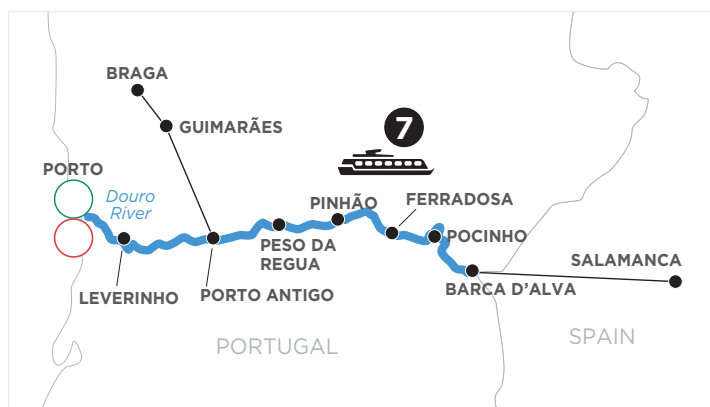 BRAGA
GUIMARÃES
7
PORTO
Douro
River
PINHÃO
FERRADOSA
POCINHO
PESO DA
REGUA
SALAMANCA
LEVERINHO
PORTO ANTIGO
BARCA D’ALVA
PORTUGAL
SPAIN